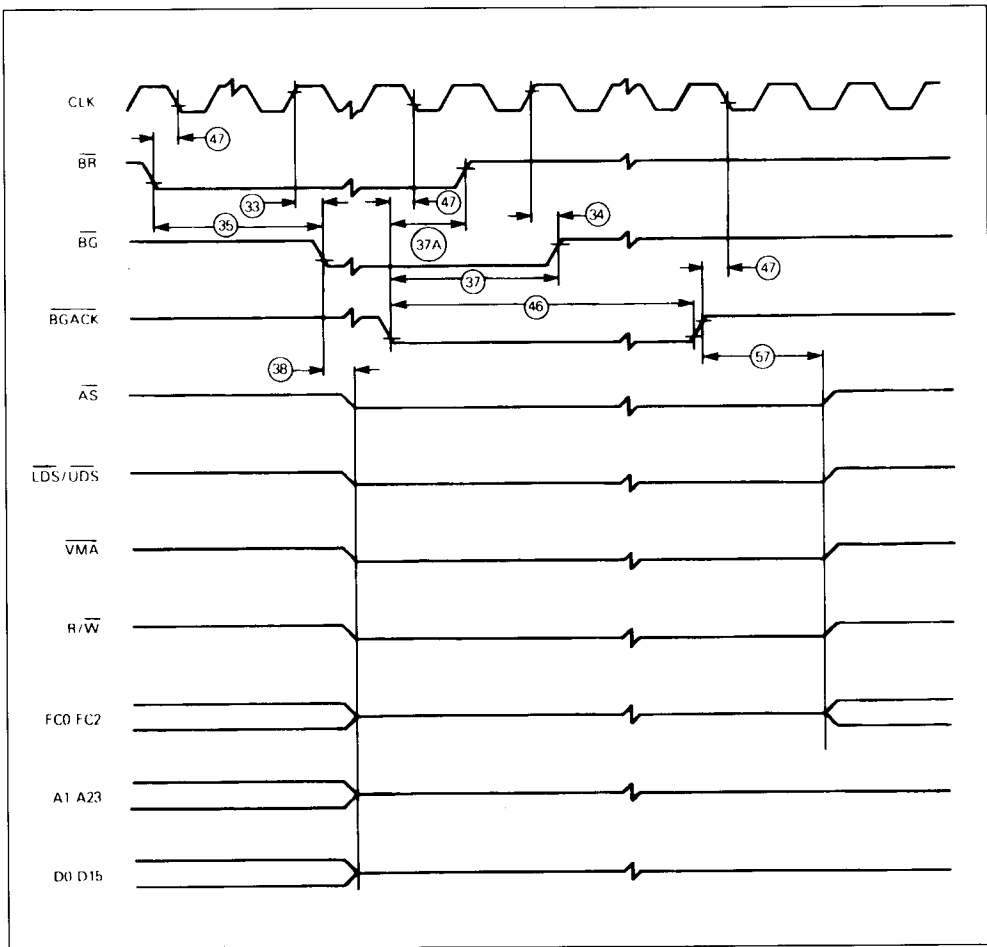 CLK
47
BR
33
47
35
34
37A
BG
47
37
46
BGACK
57
38
AS
LDS/UDS
VMA
R/W
FC0 FC2
A1 A23
D0 D15